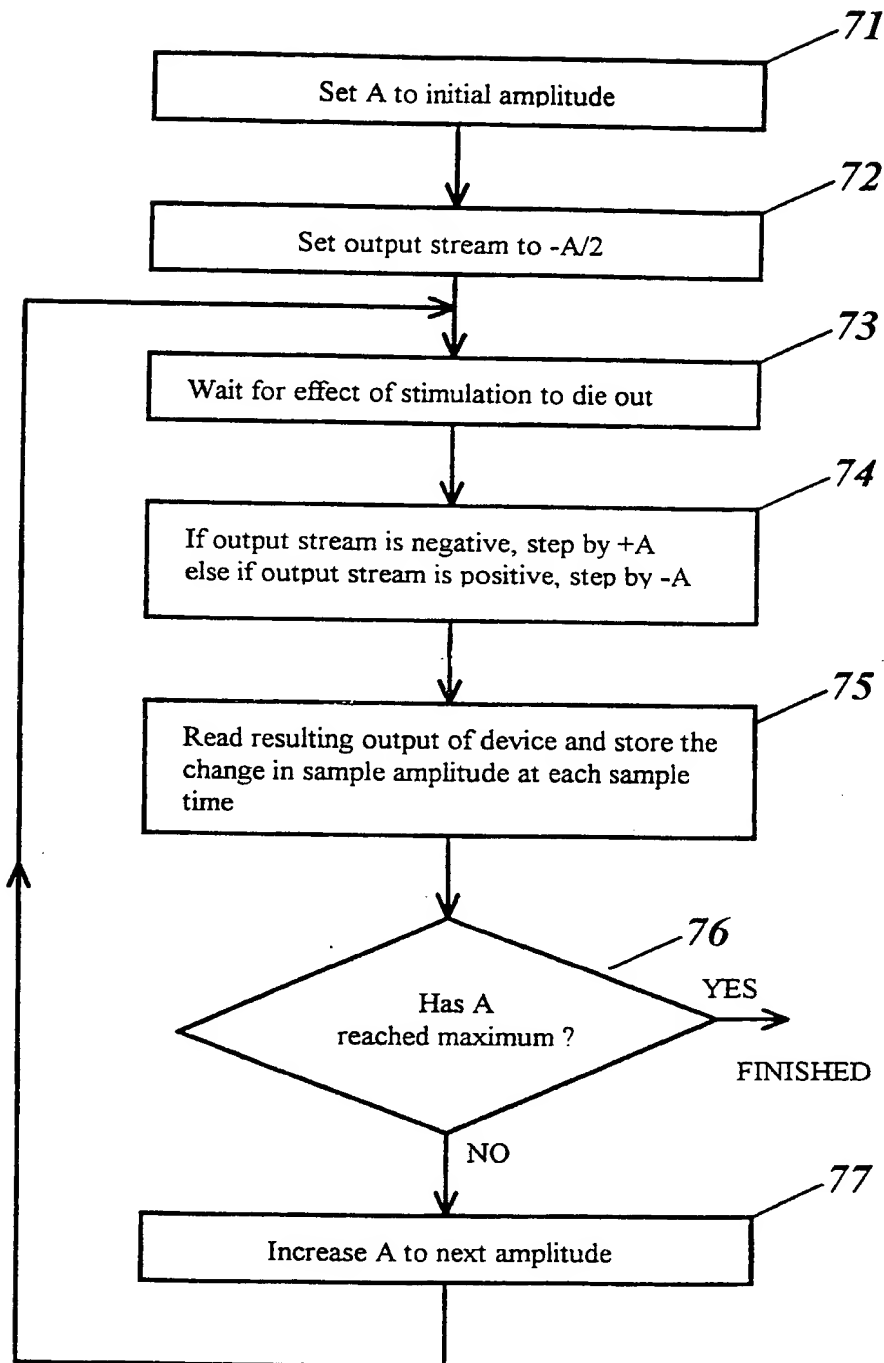 71
Set A to initial amplitude
72
Set output stream to -A/2
73
Wait for effect of stimulation to die out
74
If output stream is negative, step by +A
else if output stream is positive, step by -A
75
Read resulting output of device and store the
change in sample amplitude at each sample
time
76
Has A
reached maximum ?
YES
FINISHED
NO
77
Increase A to next amplitude